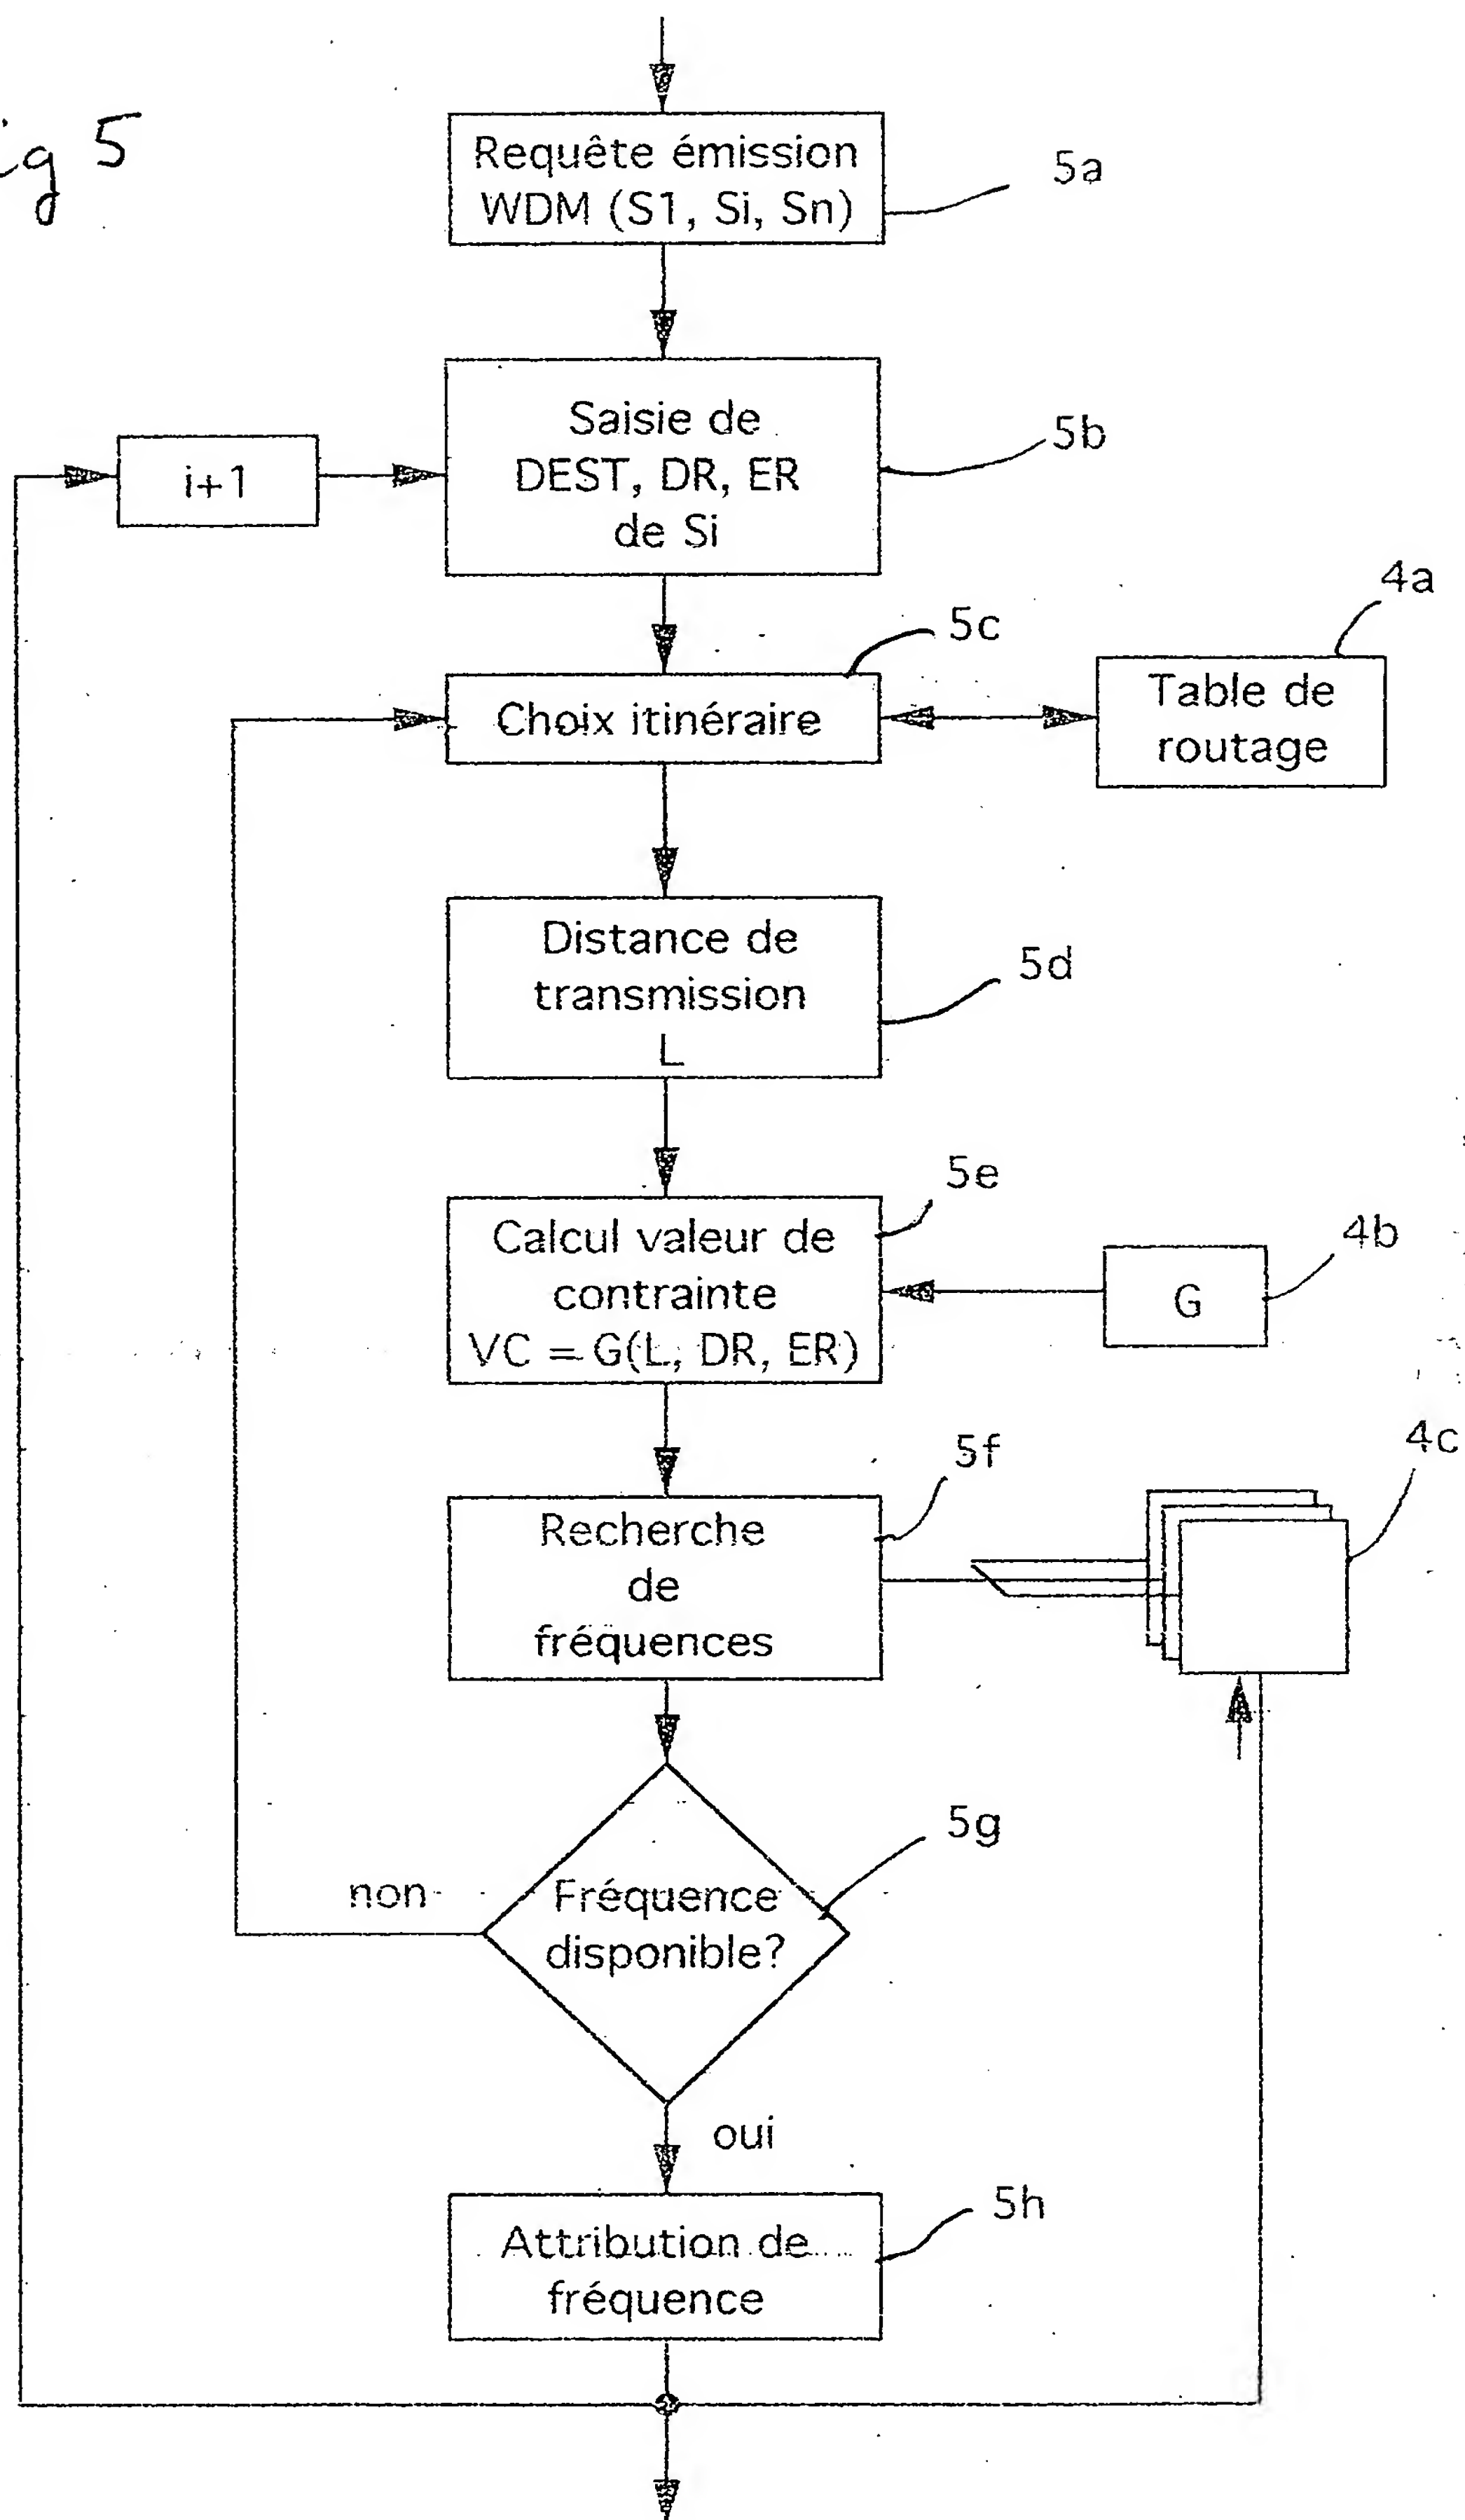 ig 5
Requête émission
WDM (S1, Si, Sn)
5a
Saisie de
DEST, DR, ER
de Si
5b
i+1
4a
5c
Choix itinéraire
Table de
routage
Distance de
transmission
L
5d
5e
Calcul valeur de
contrainte
VC = G(L, DR, ER)
4b
G
4c
5f
Recherche
de
fréquences
5g
non
Fréquence
disponible?
oui
5h
Attribution de
fréquence